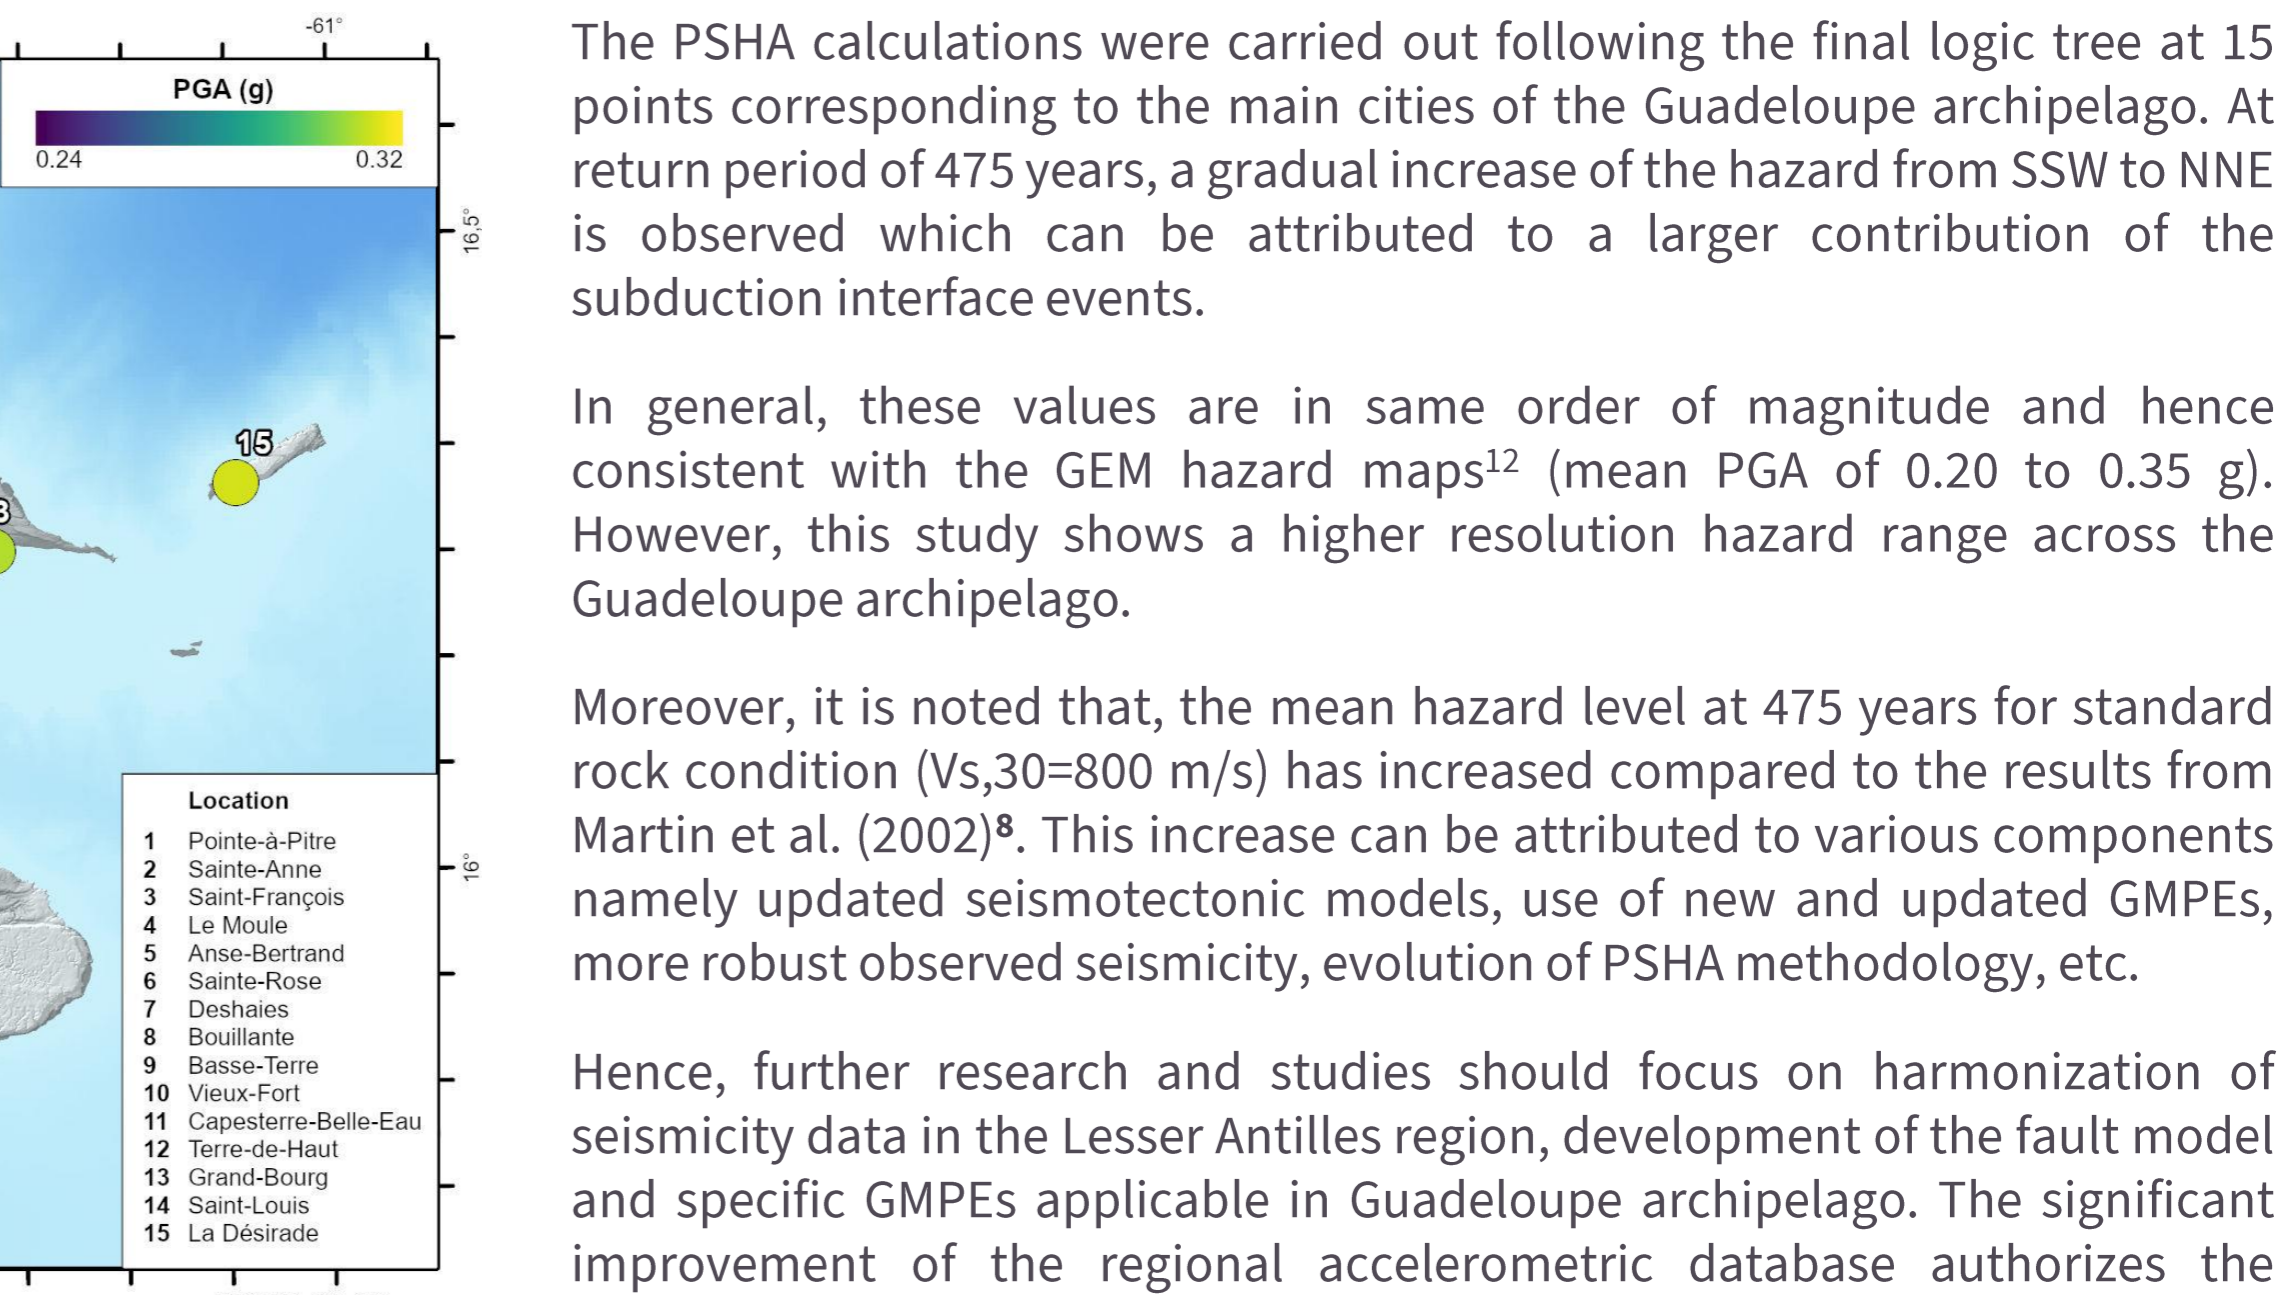 -61°
PGA (g)
0.24 0.32
16,5°
15
3
16°
Location
1 Pointe-à-Pitre
2 Sainte-Anne
3 Saint-François
4 Le Moule
5 Anse-Bertrand
6 Sainte-Rose
7 Deshaies
8 Bouillante
9 Basse-Terre
10 Vieux-Fort
11 Capesterre-Belle-Eau
12 Terre-de-Haut
13 Grand-Bourg
14 Saint-Louis
15 La Désirade
The PSHA calculations were carried out following the final logic tree at 15
points corresponding to the main cities of the Guadeloupe archipelago. At
return period of 475 years, a gradual increase of the hazard from SSW to NNE
is observed which can be attributed to a larger contribution of the
subduction interface events.
In general, these values are in same order of magnitude and hence
consistent with the GEM hazard maps¹² (mean PGA of 0.20 to 0.35 g).
However, this study shows a higher resolution hazard range across the
Guadeloupe archipelago.
Moreover, it is noted that, the mean hazard level at 475 years for standard
rock condition (Vs,30=800 m/s) has increased compared to the results from
Martin et al. (2002)⁸. This increase can be attributed to various components
namely updated seismotectonic models, use of new and updated GMPEs,
more robust observed seismicity, evolution of PSHA methodology, etc.
Hence, further research and studies should focus on harmonization of
seismicity data in the Lesser Antilles region, development of the fault model
and specific GMPEs applicable in Guadeloupe archipelago. The significant
improvement of the regional accelerometric database authorizes the